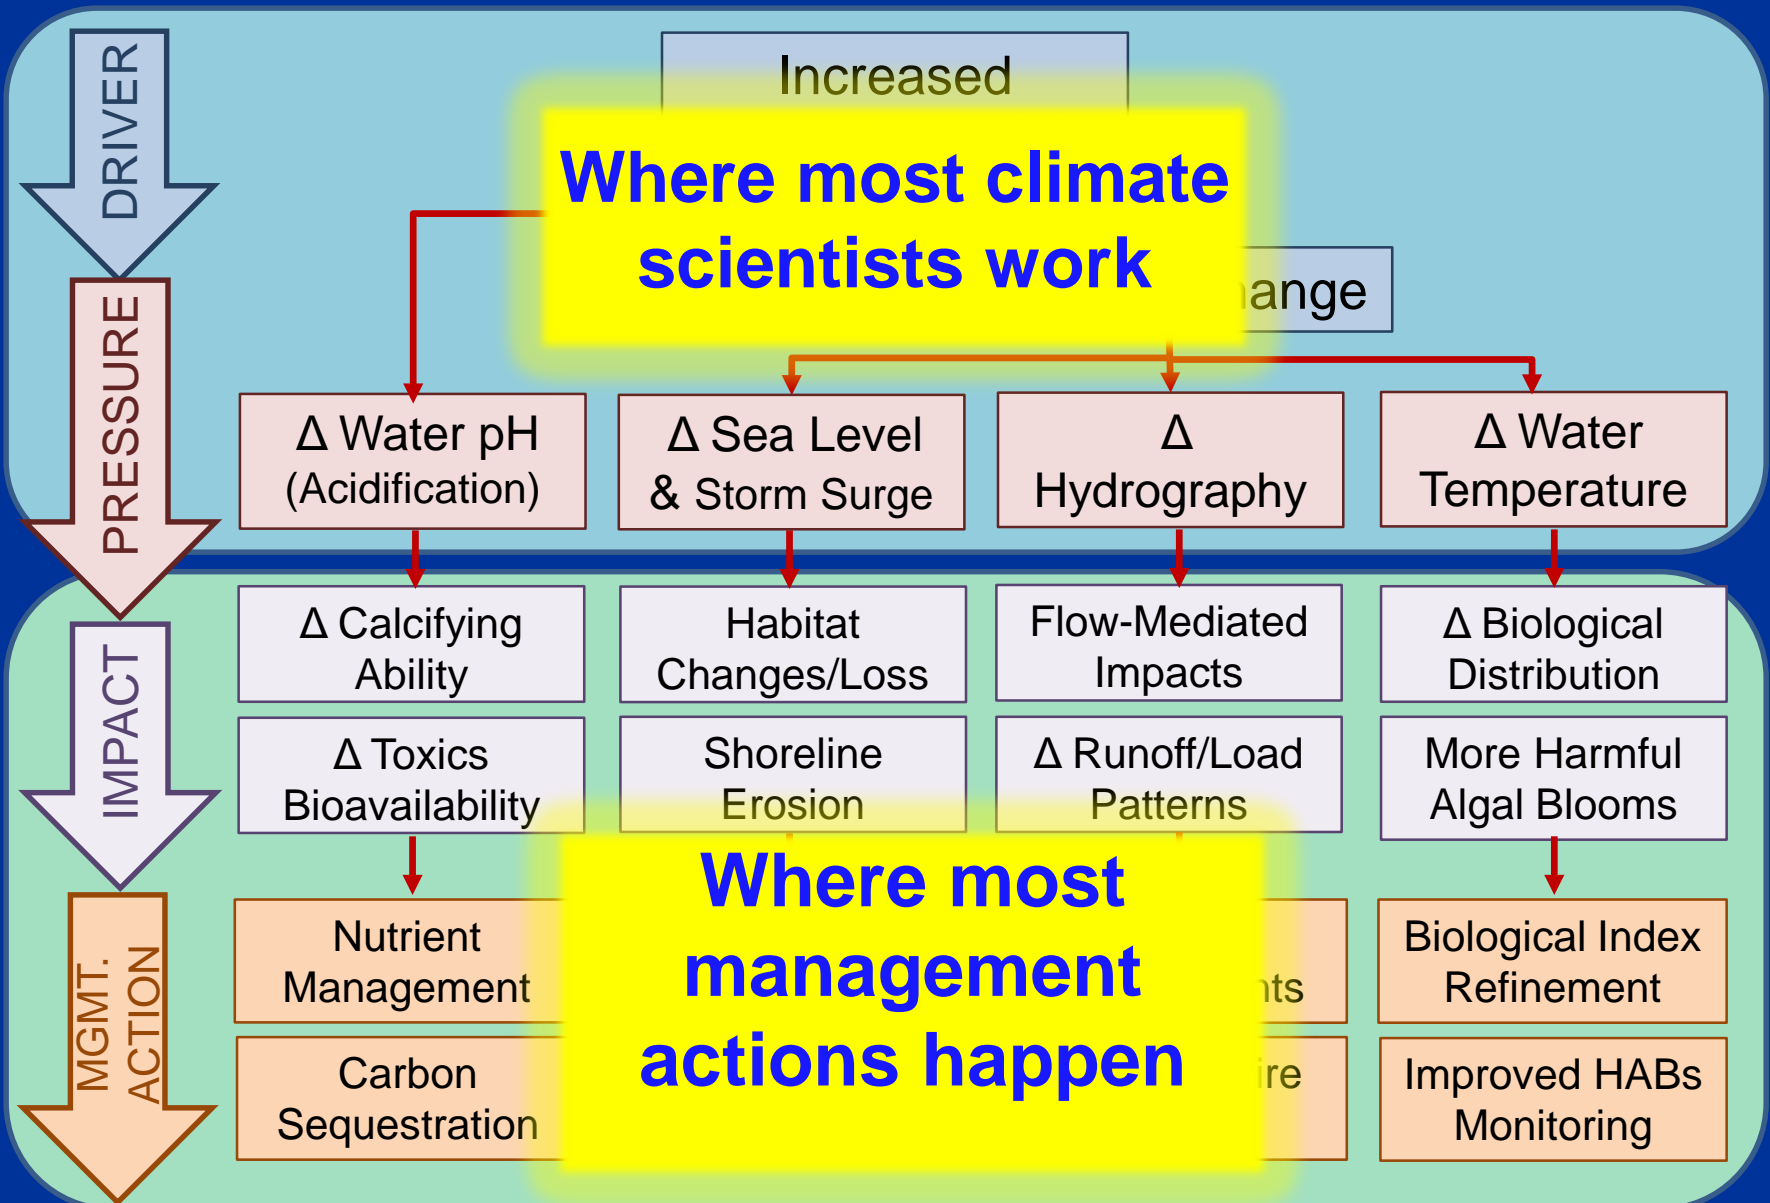 DRIVER
Increased
Where most climate
scientists work
PRESSURE
Δ Water pH
(Acidification)
Δ Sea Level
& Storm Surge
Δ
Hydrography
Δ Water
Temperature
IMPACT
Δ Calcifying
Ability
Habitat
Changes/Loss
Flow-Mediated
Impacts
Δ Biological
Distribution
Δ Toxics
Bioavailability
Shoreline
Erosion
Δ Runoff/Load
Patterns
More Harmful
Algal Blooms
Where most
management
actions happen
MGMT.
ACTION
Nutrient
Management
Biological Index
Refinement
Carbon
Sequestration
Improved HABs
Monitoring